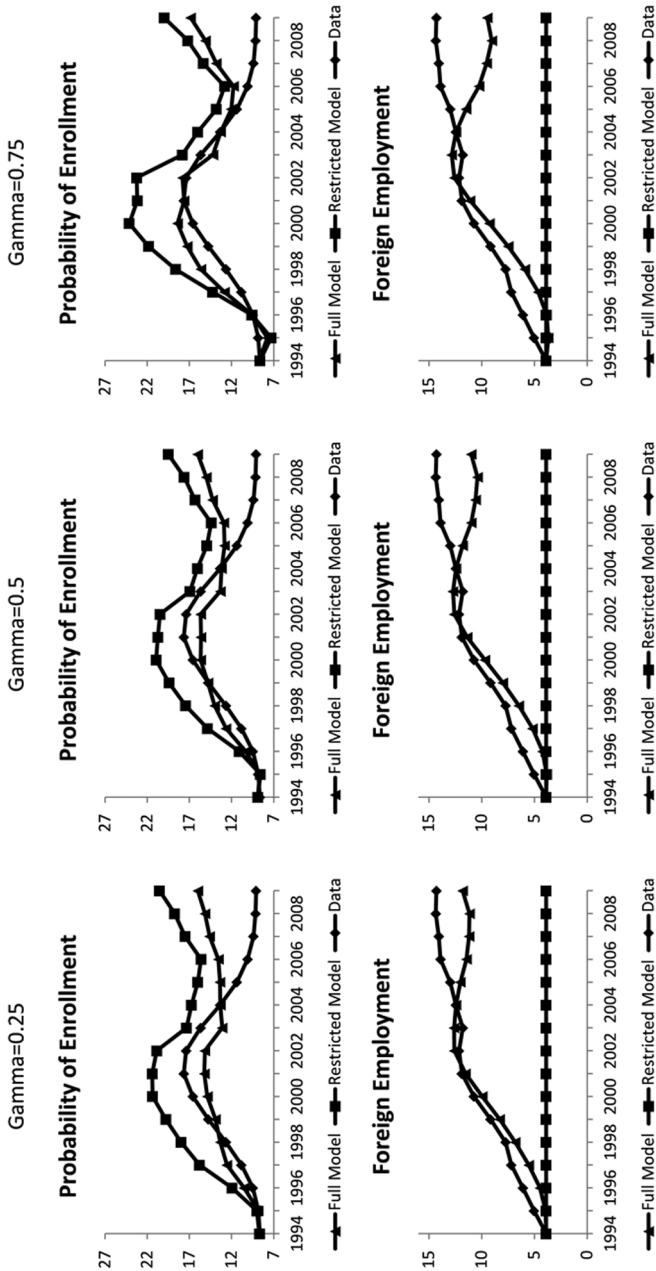 Gamma=0.25
Probability of Enrollment
27
22
17
12
7
1994 1996 1998 2000 2002 2004 2006 2008
Full Model Restricted Model Data
Foreign Employment
15
10
5
0
1994 1996 1998 2000 2002 2004 2006 2008
Full Model Restricted Model Data
Gamma=0.5
Probability of Enrollment
27
22
17
12
7
1994 1996 1998 2000 2002 2004 2006 2008
Full Model Restricted Model Data
Foreign Employment
15
10
5
0
1994 1996 1998 2000 2002 2004 2006 2008
Full Model Restricted Model Data
Gamma=0.75
Probability of Enrollment
27
22
17
12
7
1994 1996 1998 2000 2002 2004 2006 2008
Full Model Restricted Model Data
Foreign Employment
15
10
5
0
1994 1996 1998 2000 2002 2004 2006 2008
Full Model Restricted Model Data